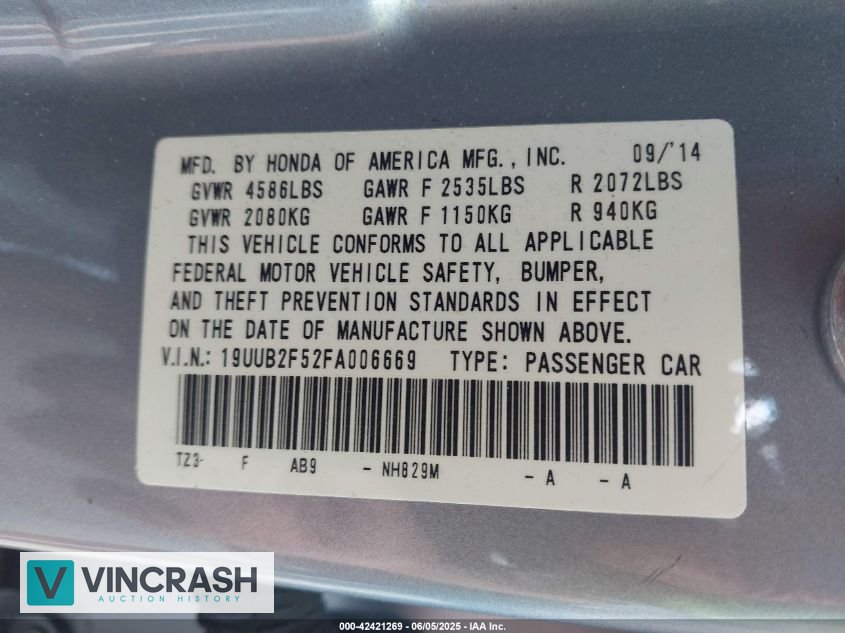 MFD. BY HONDA OF AMERICA MFG., INC. 09/'14
GVWR 4586LBS GAWR F 2535LBS R 2072LBS
GVWR 2080KG GAWR F 1150KG R 940KG
THIS VEHICLE CONFORMS TO ALL APPLICABLE
FEDERAL MOTOR VEHICLE SAFETY, BUMPER,
AND THEFT PREVENTION STANDARDS IN EFFECT
ON THE DATE OF MANUFACTURE SHOWN ABOVE.
V.I.N.: 19UUB2F52FA006669 TYPE: PASSENGER CAR
TZ3- F AB9 - NH829M - A - A
VINCRASH
AUCTION HISTORY
000-42421269 - 06/05/2025 - IAA Inc.